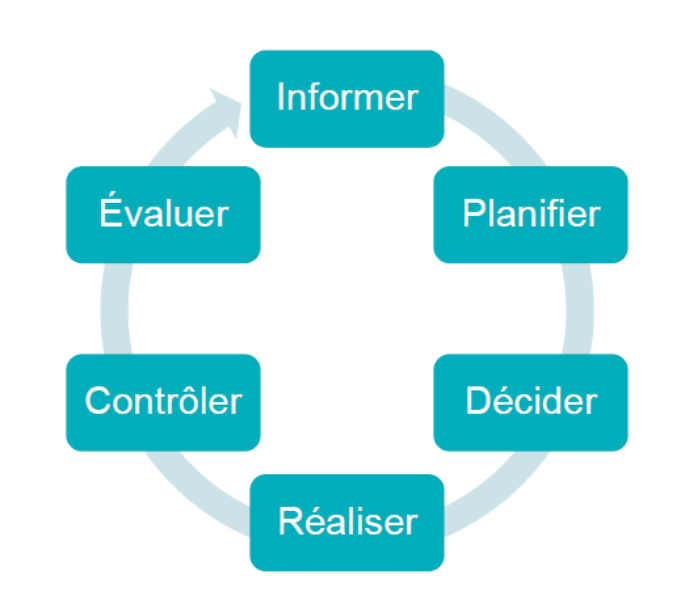 Informer
Planifier
Décider
Réaliser
Contrôler
Évaluer